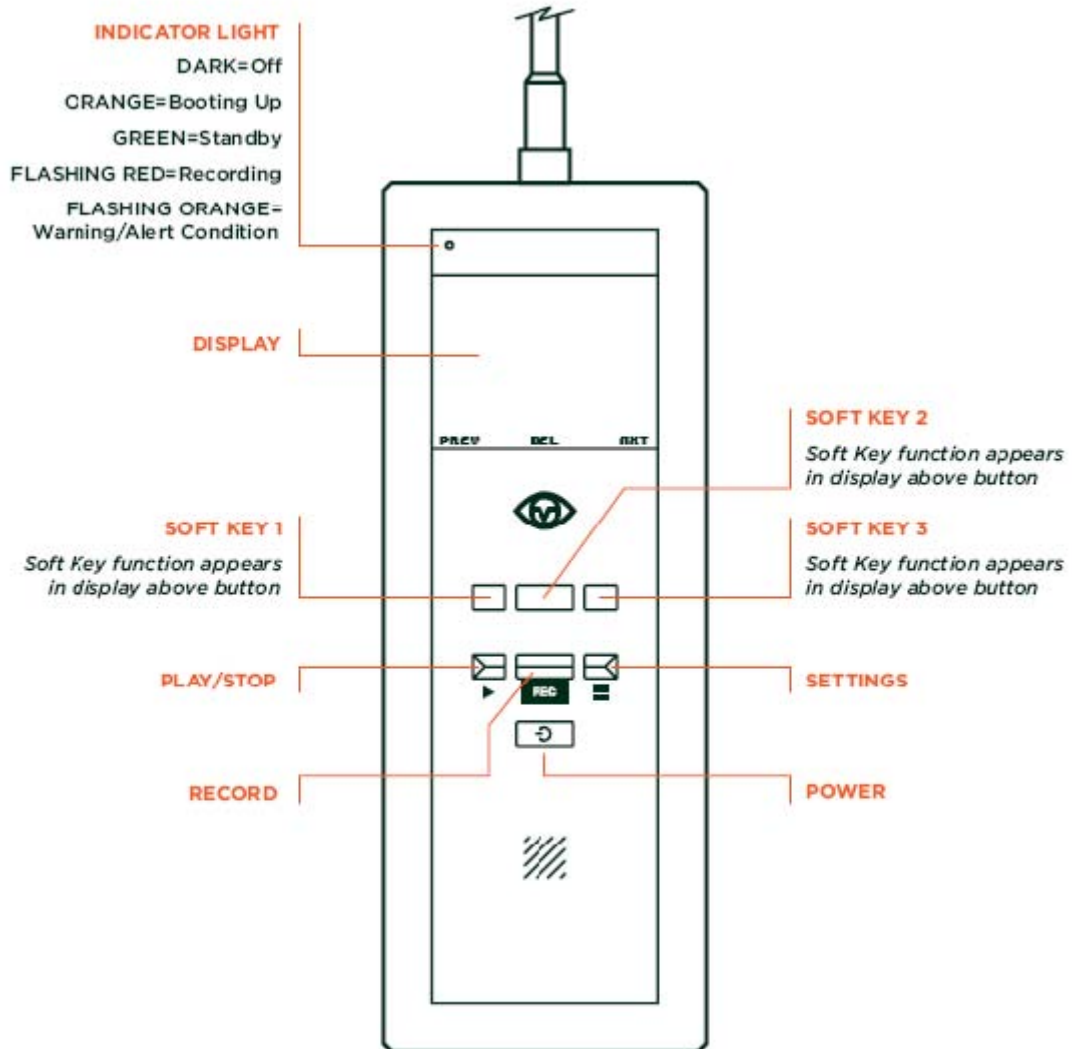 INDICATOR LIGHT
DARK=Off
ORANGE=Booting Up
GREEN=Standby
FLASHING RED=Recording
FLASHING ORANGE=
Warning/Alert Condition
DISPLAY
PREV DEL NXT
SOFT KEY 2
Soft Key function appears
in display above button
SOFT KEY 1
Soft Key function appears
in display above button
SOFT KEY 3
Soft Key function appears
in display above button
PLAY/STOP
SETTINGS
REC
RECORD
POWER